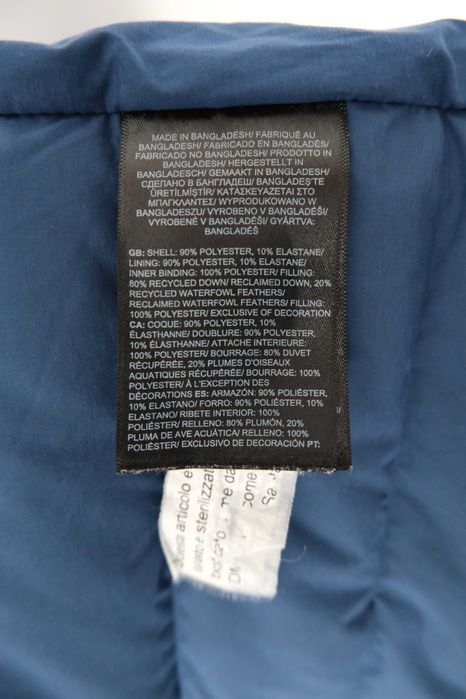 MADE IN BANGLADESH/ FABRIQUÉ AU
BANGLADESH/ FABRICADO EN BANGLADÉS/
FABRICADO NO BANGLADESH/ PRODOTTO IN
BANGLADESH/ HERGESTELLT IN
BANGLADESCH/ GEMAAKT IN BANGLADESH/
СДЕЛАНО В БАНГЛАДЕШ/ BANGLADEŞ'TE
ÜRETİLMİŞTİR/ ΚΑΤΑΣΚΕΥΑΖΕΤΑΙ ΣΤΟ
ΜΠΑΓΚΛΑΝΤΕΣ/ WYPRODUKOWANO W
BANGLADESZU/ VYROBENO V BANGLADÉŠI/
VYROBENÉ V BANGLADÉŠI/ GYÁRTVA:
BANGLADÉŠ
GB: SHELL: 90% POLYESTER, 10% ELASTANE/
LINING: 90% POLYESTER, 10% ELASTANE/
INNER BINDING: 100% POLYESTER/ FILLING:
80% RECYCLED DOWN/ RECLAIMED DOWN, 20%
RECYCLED WATERFOWL FEATHERS/
RECLAIMED WATERFOWL FEATHERS/ FILLING:
100% POLYESTER/ EXCLUSIVE OF DECORATION
CA: COQUE: 90% POLYESTER, 10%
ÉLASTHANNE/ DOUBLURE: 90% POLYESTER,
10% ÉLASTHANNE/ ATTACHE INTERIEURE:
100% POLYESTER/ BOURRAGE: 80% DUVET
RÉCUPÉRÉE, 20% PLUMES D'OISEAUX
AQUATIQUES RÉCUPÉRÉE/ BOURRAGE: 100%
POLYESTER/ À L'EXCEPTION DES
DÉCORATIONS ES: ARMAZÓN: 90% POLIÉSTER,
10% ELASTANO/ FORRO: 90% POLIÉSTER, 10%
ELASTANO/ RIBETE INTERIOR: 100%
POLIÉSTER/ RELLENO: 80% PLUMÓN, 20%
PLUMA DE AVE ACUÁTICA/ RELLENO: 100%
POLIÉSTER/ EXCLUSIVO DE DECORACIÓN PT:
articolo è
sterilizzat
come